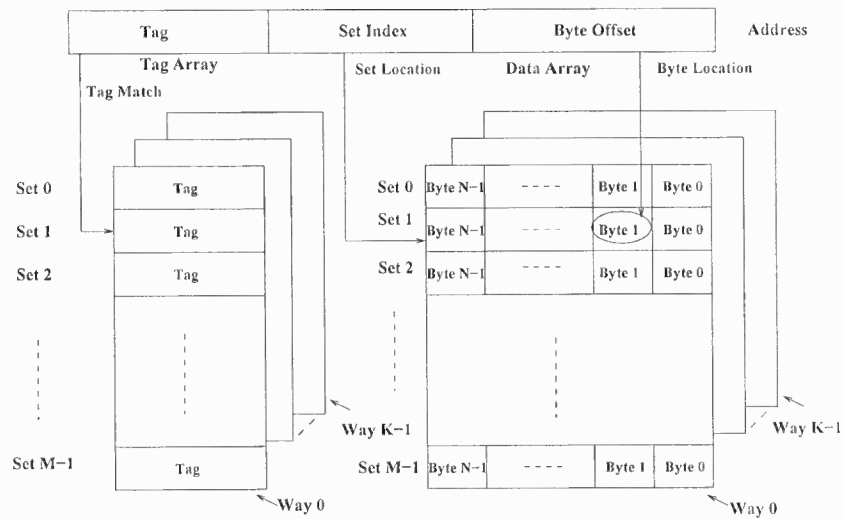 Tag Set Index Byte Offset Address
Tag Array Set Location Data Array Byte Location
Tag Match
Set 0 Tag Set 0 Byte N−1 ---- Byte 1 Byte 0
Set 1 Tag Set 1 Byte N−1 ---- Byte 1 Byte 0
Set 2 Tag Set 2 Byte N−1 ---- Byte 1 Byte 0
Way K−1 Way K−1
Set M−1 Tag Set M−1 Byte N−1 ---- Byte 1 Byte 0
Way 0 Way 0